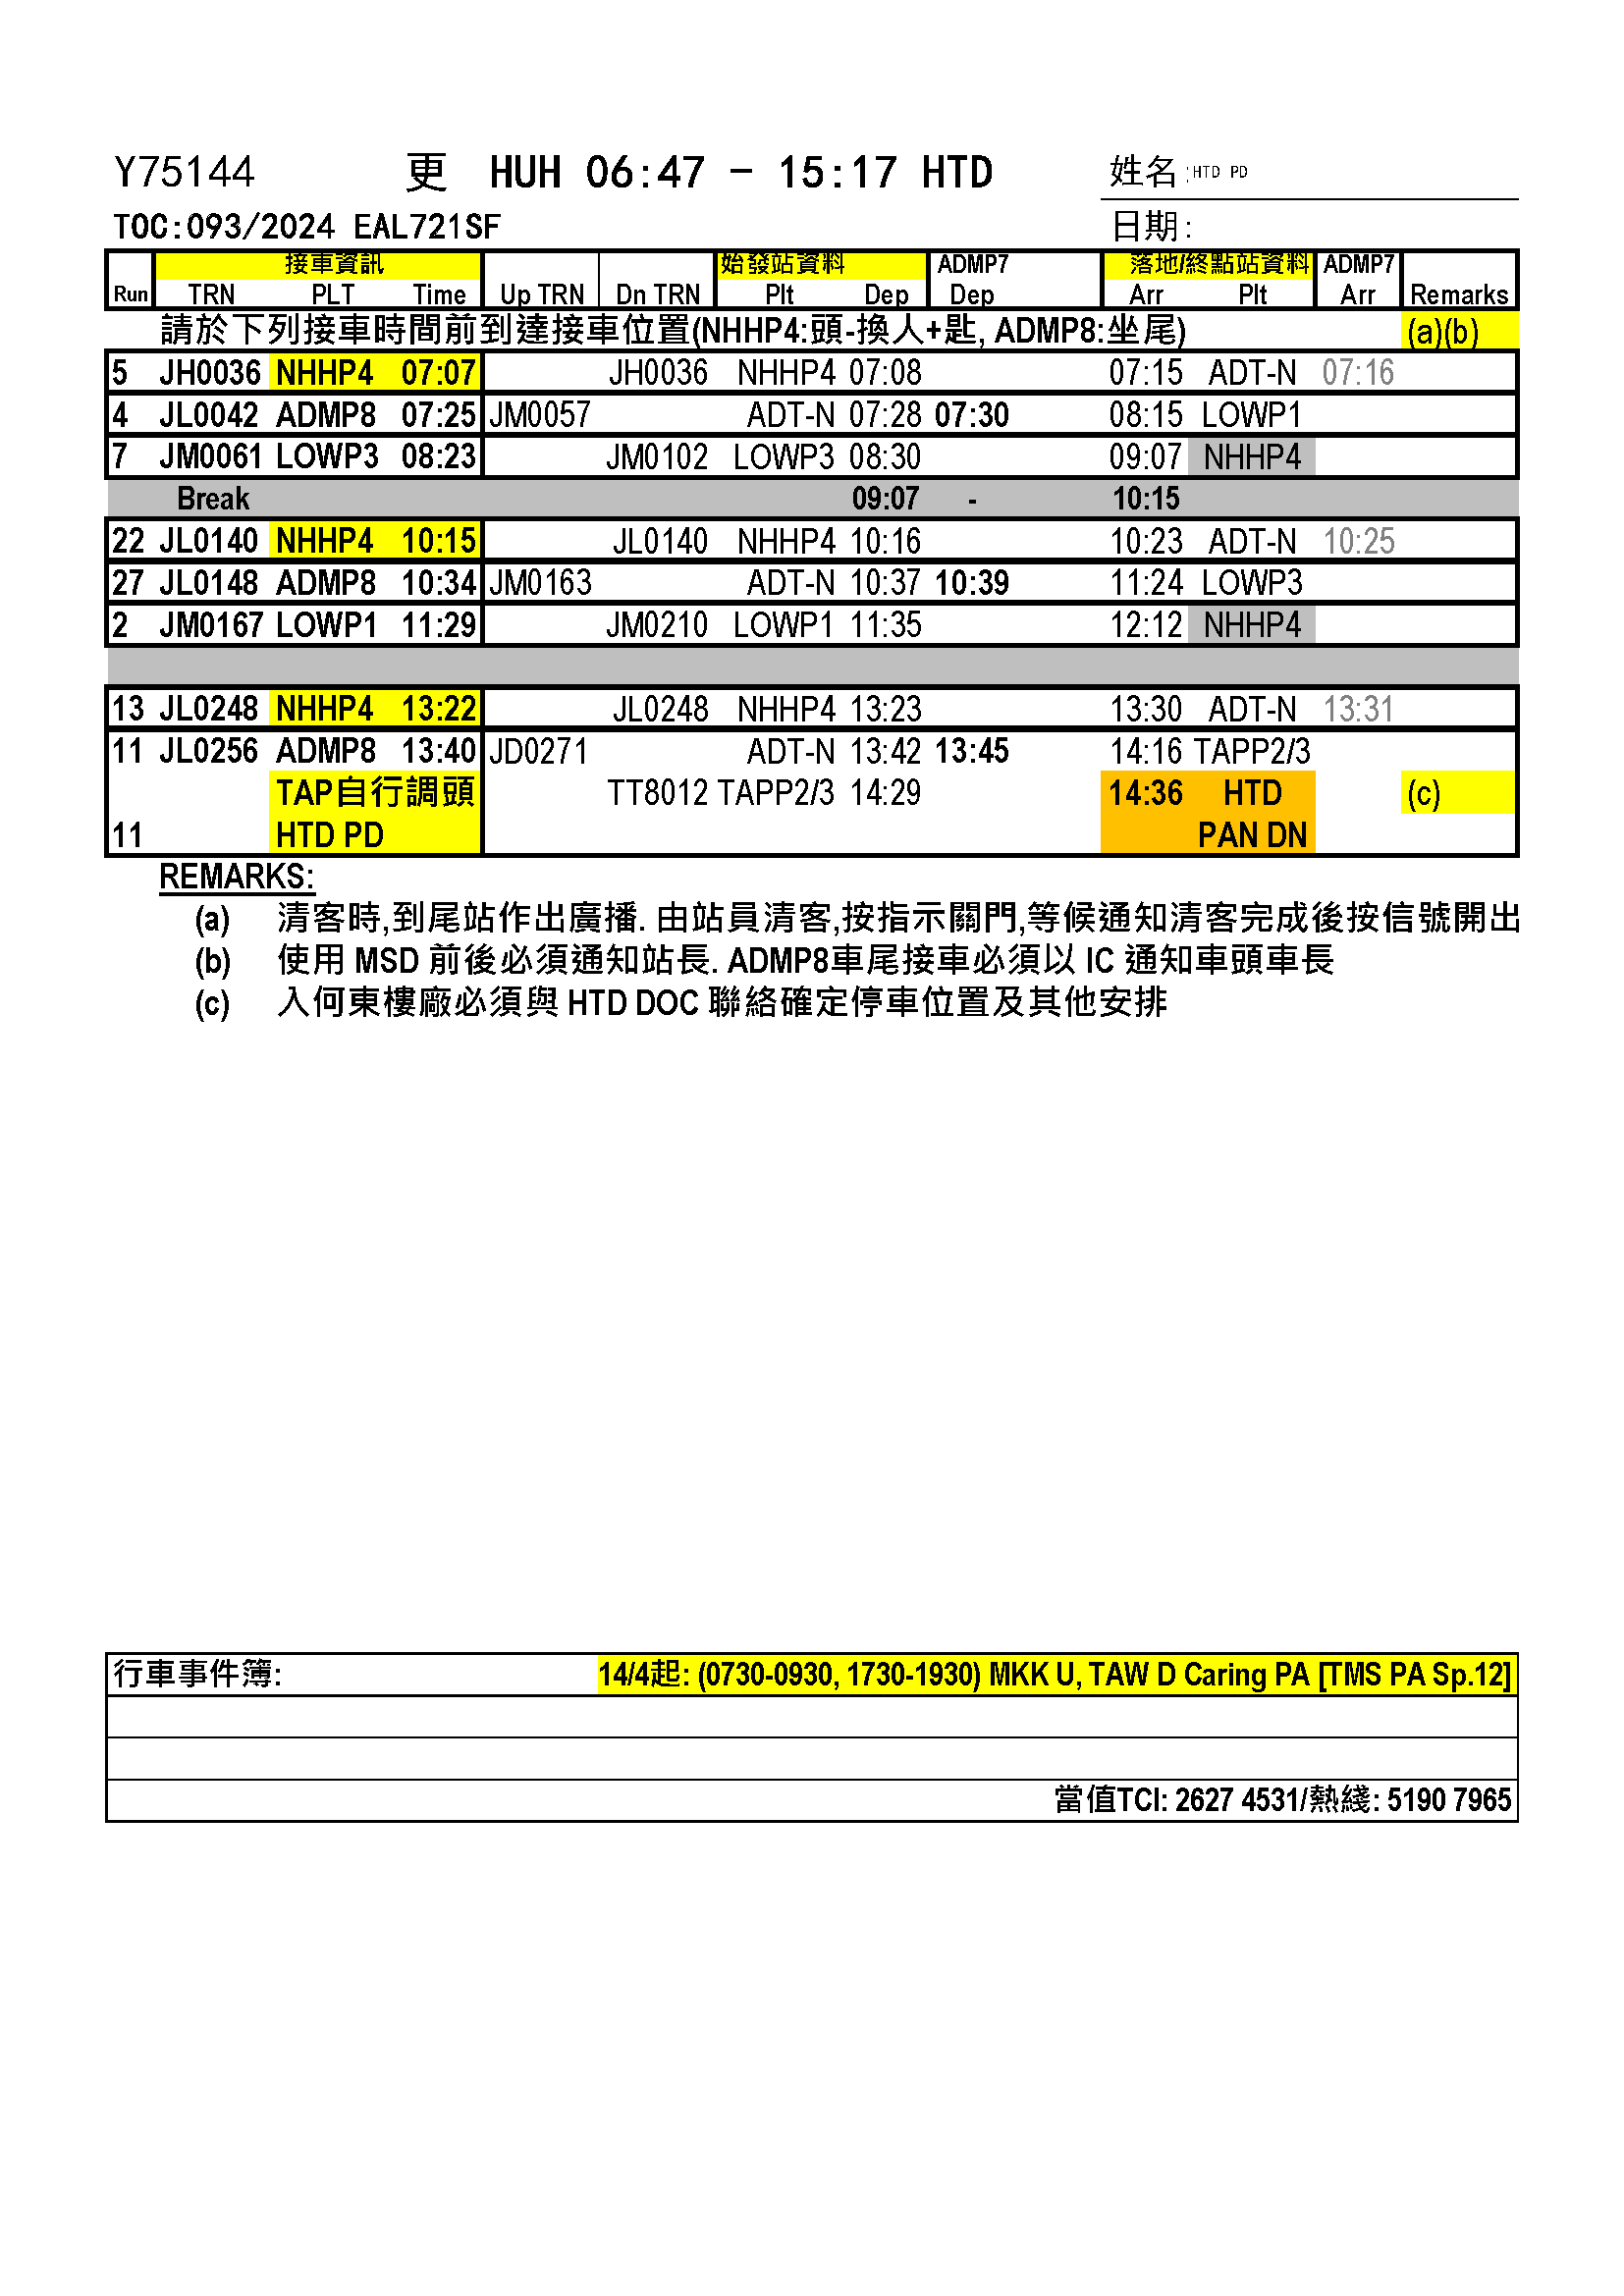 Y75144 更 HUH 06:47 - 15:17 HTD 姓名:HTD PD
TOC:093/2024 EAL721SF 日期:
接車資訊 始發站資料 ADMP7 落地/終點站資料 ADMP7
Run TRN PLT Time Up TRN Dn TRN Plt Dep Dep Arr Plt Arr Remarks
請於下列接車時間前到達接車位置(NHHP4:頭-換人+匙, ADMP8:坐尾) (a)(b)
5 JH0036 NHHP4 07:07 JH0036 NHHP4 07:08 07:15 ADT-N 07:16
4 JL0042 ADMP8 07:25 JM0057 ADT-N 07:28 07:30 08:15 LOWP1
7 JM0061 LOWP3 08:23 JM0102 LOWP3 08:30 09:07 NHHP4
Break 09:07 - 10:15
22 JL0140 NHHP4 10:15 JL0140 NHHP4 10:16 10:23 ADT-N 10:25
27 JL0148 ADMP8 10:34 JM0163 ADT-N 10:37 10:39 11:24 LOWP3
2 JM0167 LOWP1 11:29 JM0210 LOWP1 11:35 12:12 NHHP4
13 JL0248 NHHP4 13:22 JL0248 NHHP4 13:23 13:30 ADT-N 13:31
11 JL0256 ADMP8 13:40 JD0271 ADT-N 13:42 13:45 14:16 TAPP2/3
TAP自行調頭 TT8012 TAPP2/3 14:29 14:36 HTD (c)
11 HTD PD PAN DN
REMARKS:
(a) 清客時,到尾站作出廣播. 由站員清客,按指示關門,等候通知清客完成後按信號開出
(b) 使用 MSD 前後必須通知站長. ADMP8車尾接車必須以 IC 通知車頭車長
(c) 入何東樓廠必須與 HTD DOC 聯絡確定停車位置及其他安排
行車事件簿: 14/4起: (0730-0930, 1730-1930) MKK U, TAW D Caring PA [TMS PA Sp.12]
當值TCI: 2627 4531/熱綫: 5190 7965